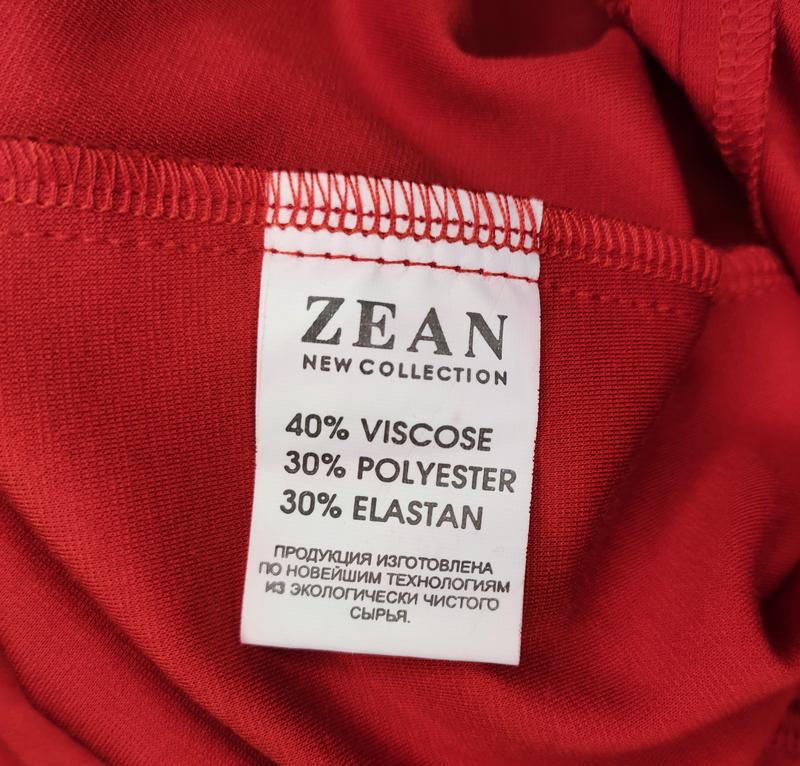 ZEAN
NEW COLLECTION
40% VISCOSE
30% POLYESTER
30% ELASTAN
ПРОДУКЦИЯ ИЗГОТОВЛЕНА
ПО НОВЕЙШИМ ТЕХНОЛОГИЯМ
ИЗ ЭКОЛОГИЧЕСКИ ЧИСТОГО
СЫРЬЯ.